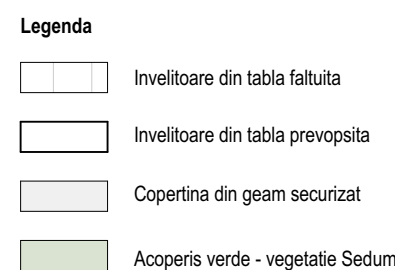 Legenda
Invelitoare din tabla faltuita
Invelitoare din tabla prevopsita
Copertina din geam securizat
Acoperis verde - vegetatie Sedum